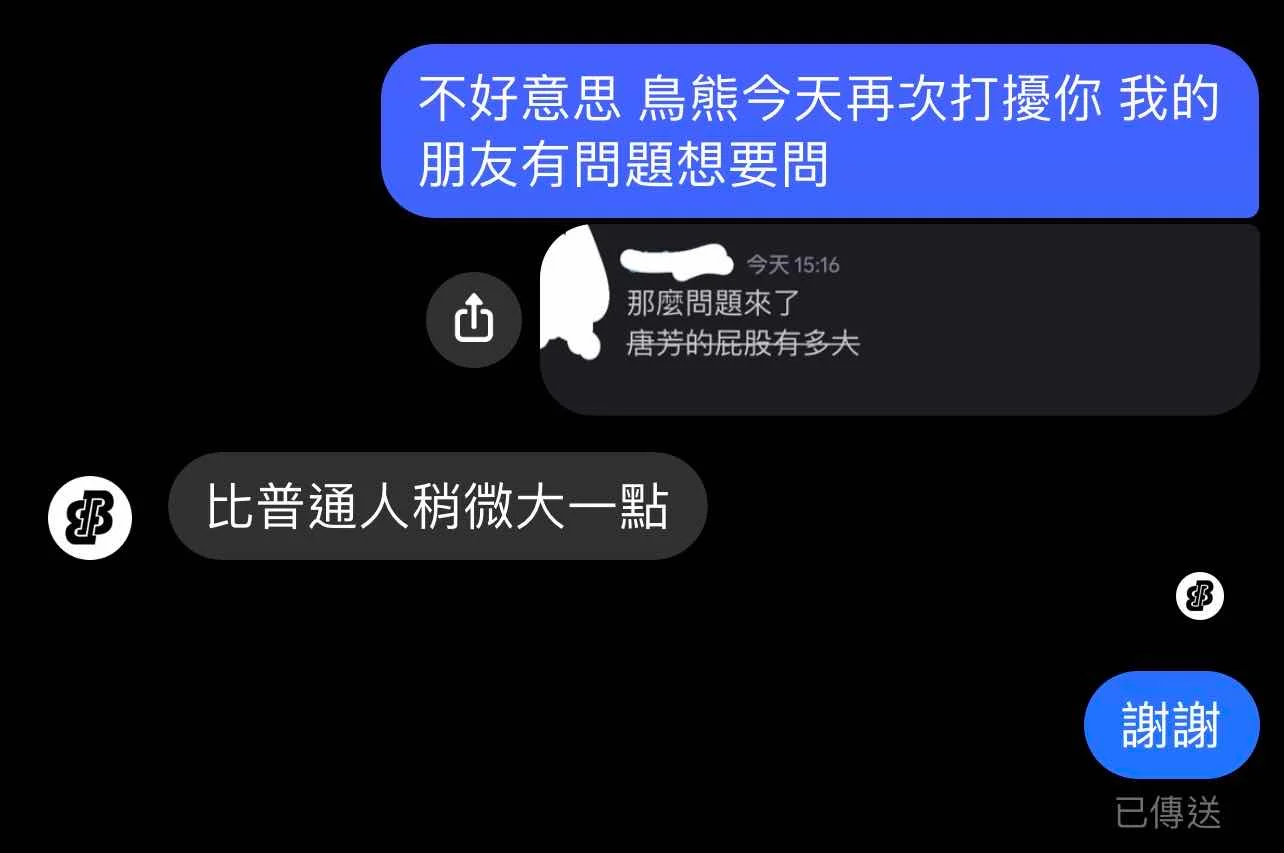 不好意思 鳥熊今天再次打擾你 我的
朋友有問題想要問
今天 15:16
那麼問題來了
唐芳的屁股有多大
比普通人稍微大一點
謝謝
已傳送